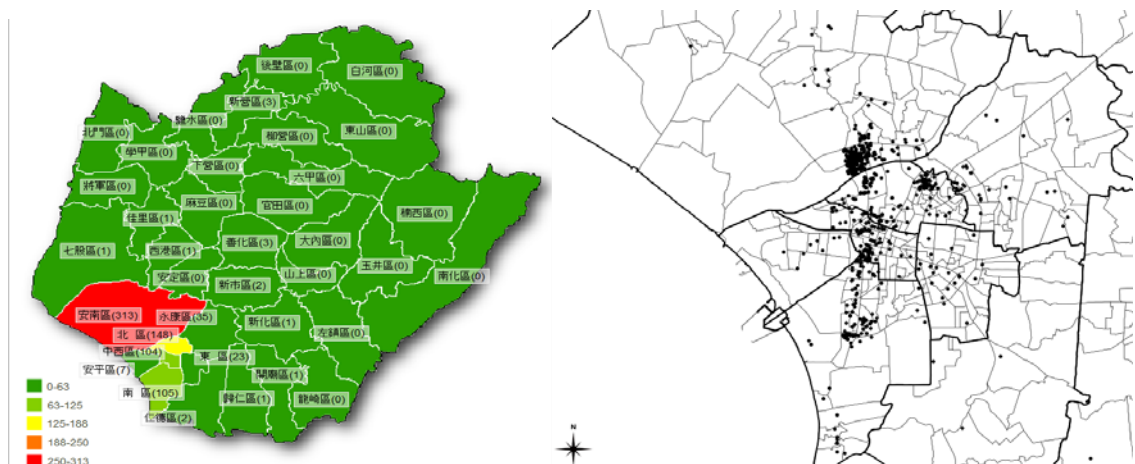 後壁區(0)
白河區(0)
新營區(3)
鹽水區(0)
北門區(0)
柳營區(0)
東山區(0)
學甲區(0)
下營區(0)
六甲區(0)
將軍區(0)
麻豆區(0)
官田區(0)
楠西區(0)
佳里區(1)
七股區(1)
西港區(1)
善化區(3)
大內區(0)
玉井區(0)
南化區(0)
安定區(0)
新市區(2)
山上區(0)
安南區(313)
永康區(35)
新化區(1)
左鎮區(0)
北 區(148)
中西區(104)
東 區(23)
安平區(7)
關廟區(1)
南 區(105)
歸仁區(1)
龍崎區(0)
仁德區(2)
0-63
63-125
125-188
188-250
250-313
N